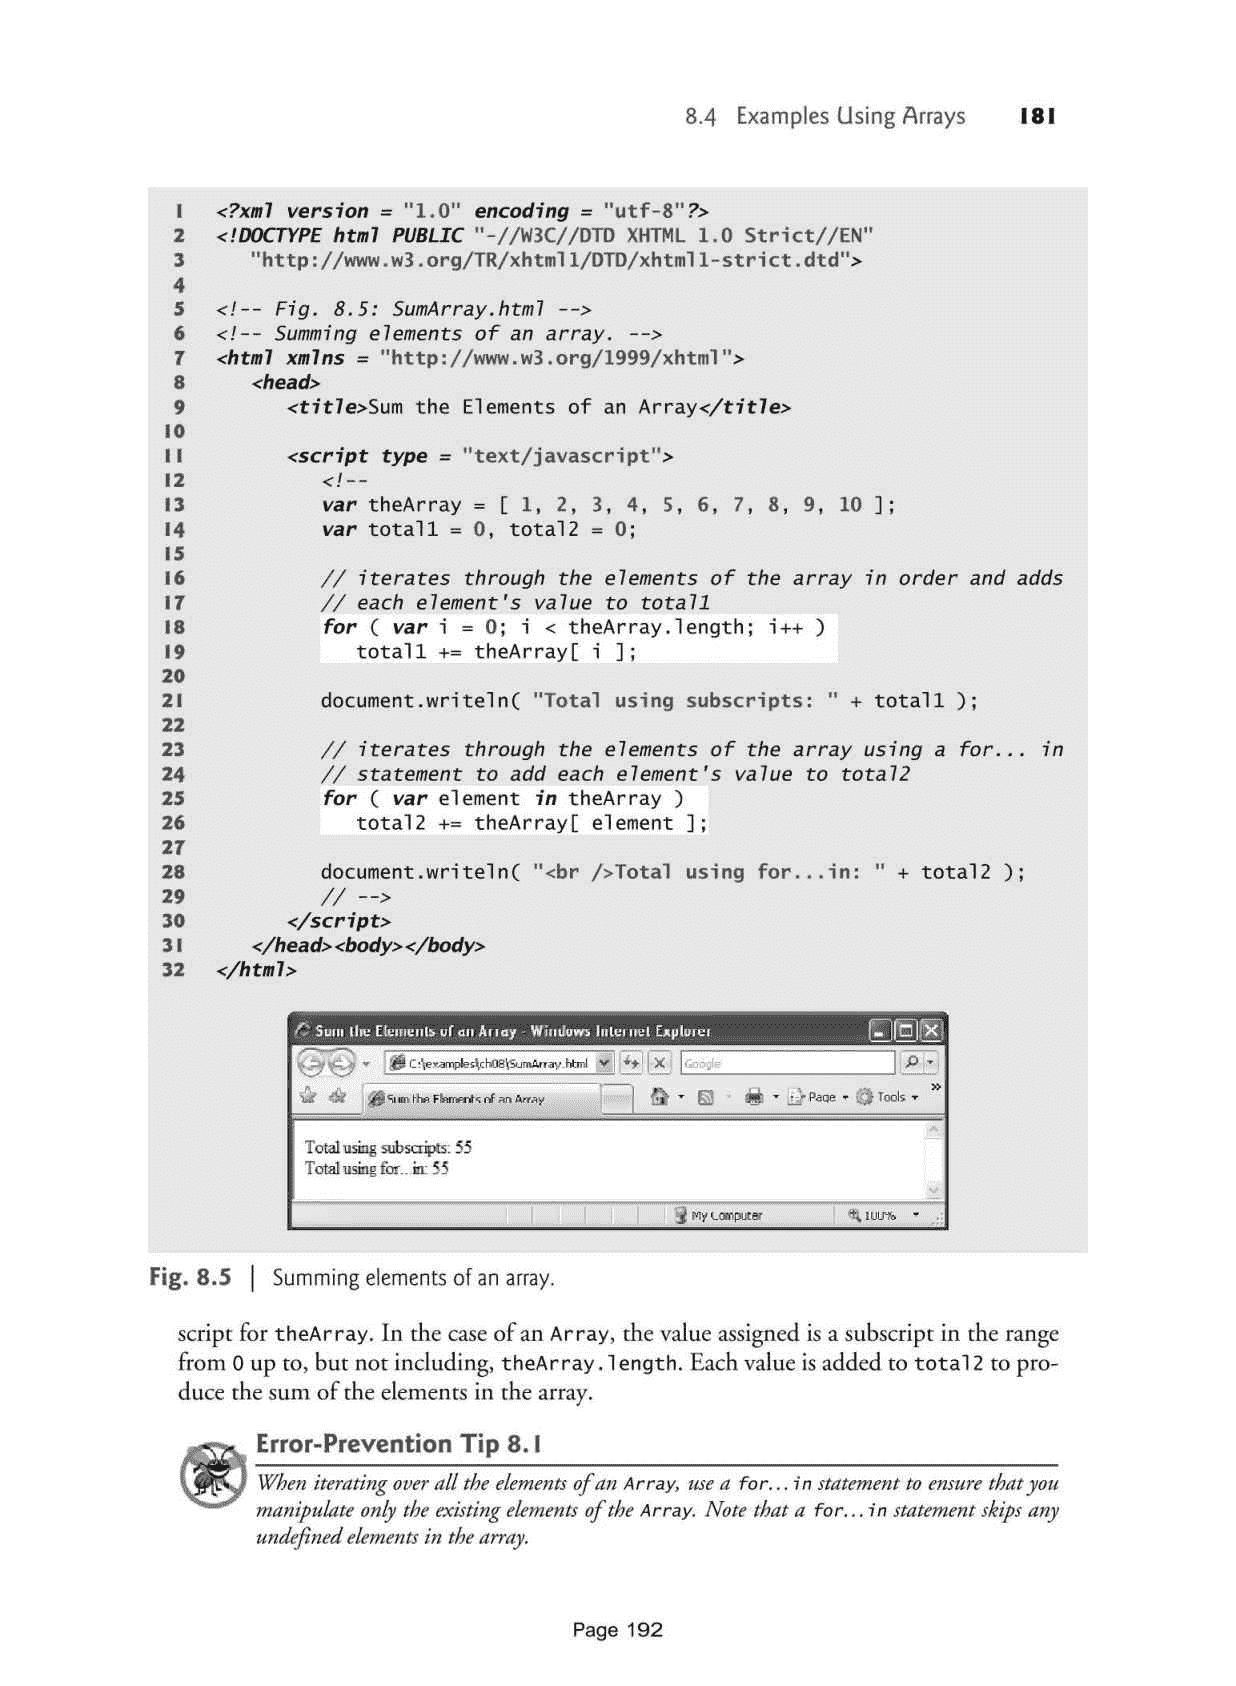 8.4 Examples Using Arrays 181
1 <?xml version = "1.0" encoding = "utf-8"?>
2 <!DOCTYPE html PUBLIC "-//W3C//DTD XHTML 1.0 Strict//EN"
3 "http://www.w3.org/TR/xhtml1/DTD/xhtml1-strict.dtd">
4
5 <!-- Fig. 8.5: SumArray.html -->
6 <!-- Summing elements of an array. -->
7 <html xmlns = "http://www.w3.org/1999/xhtml">
8 <head>
9 <title>Sum the Elements of an Array</title>
10
11 <script type = "text/javascript">
12 <!--
13 var theArray = [ 1, 2, 3, 4, 5, 6, 7, 8, 9, 10 ];
14 var total1 = 0, total2 = 0;
15
16 // iterates through the elements of the array in order and adds
17 // each element's value to total1
18 for ( var i = 0; i < theArray.length; i++ )
19 total1 += theArray[ i ];
20
21 document.writeln( "Total using subscripts: " + total1 );
22
23 // iterates through the elements of the array using a for... in
24 // statement to add each element's value to total2
25 for ( var element in theArray )
26 total2 += theArray[ element ];
27
28 document.writeln( "<br />Total using for...in: " + total2 );
29 // -->
30 </script>
31 </head><body></body>
32 </html>
Sum the Elements of an Array - Windows Internet Explorer
C:\examples\ch08\SumArray.html Google
Sum the Elements of an Array Page Tools »
Total using subscripts: 55
Total using for...in: 55
My Computer 100%
Fig. 8.5 | Summing elements of an array.
script for theArray. In the case of an Array, the value assigned is a subscript in the range
from 0 up to, but not including, theArray.length. Each value is added to total2 to pro-
duce the sum of the elements in the array.
Error-Prevention Tip 8.1
When iterating over all the elements of an Array, use a for...in statement to ensure that you
manipulate only the existing elements of the Array. Note that a for...in statement skips any
undefined elements in the array.
Page 192